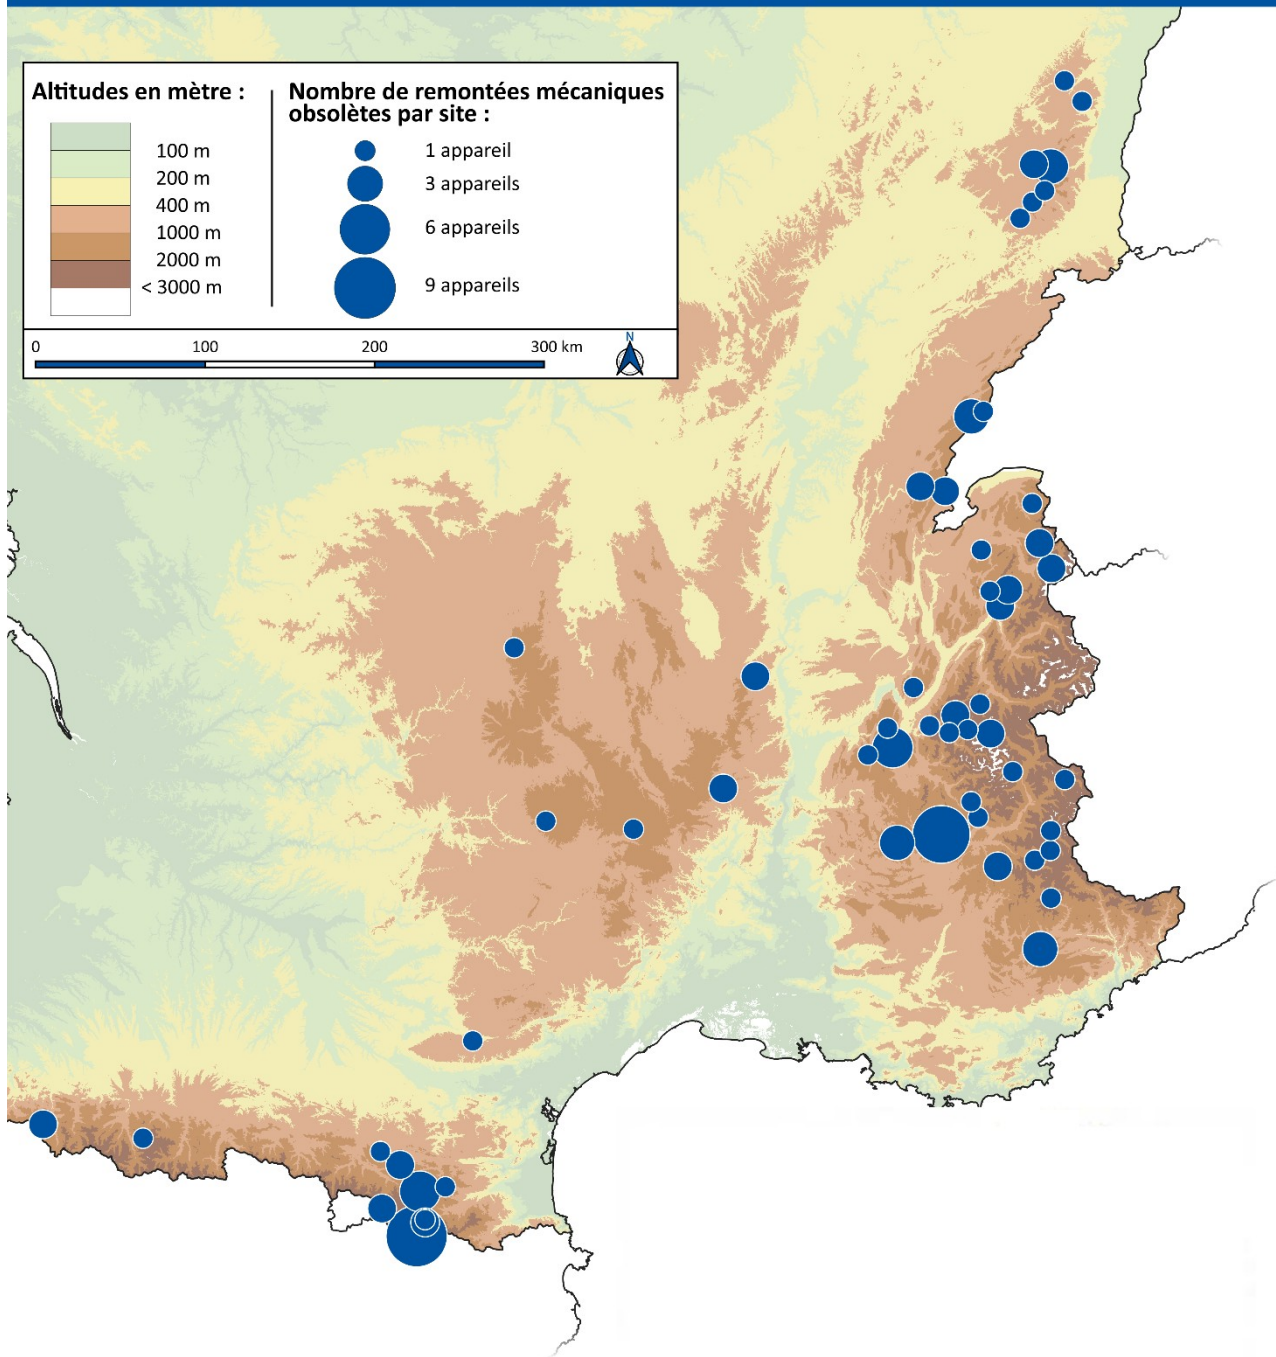 Altitudes en mètre :
100 m
200 m
400 m
1000 m
2000 m
< 3000 m
Nombre de remontées mécaniques
obsolètes par site :
1 appareil
3 appareils
6 appareils
9 appareils
0 100 200 300 km
N